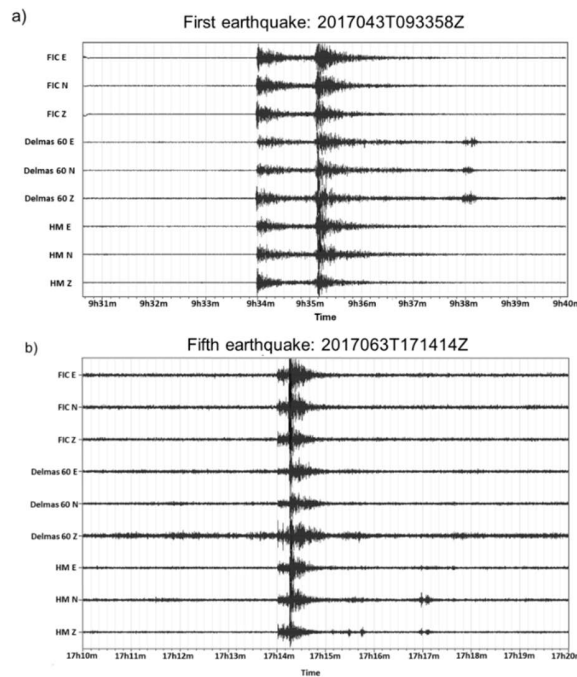 a)
First earthquake: 2017043T093358Z
FIC E
FIC N
FIC Z
Delmas 60 E
Delmas 60 N
Delmas 60 Z
HM E
HM N
HM Z
9h31m 9h32m 9h33m 9h34m 9h35m 9h36m 9h37m 9h38m 9h39m 9h40m
Time
b)
Fifth earthquake: 2017063T171414Z
FIC E
FIC N
FIC Z
Delmas 60 E
Delmas 60 N
Delmas 60 Z
HM E
HM N
HM Z
17h10m 17h11m 17h12m 17h13m 17h14m 17h15m 17h16m 17h17m 17h18m 17h19m 17h20m
Time